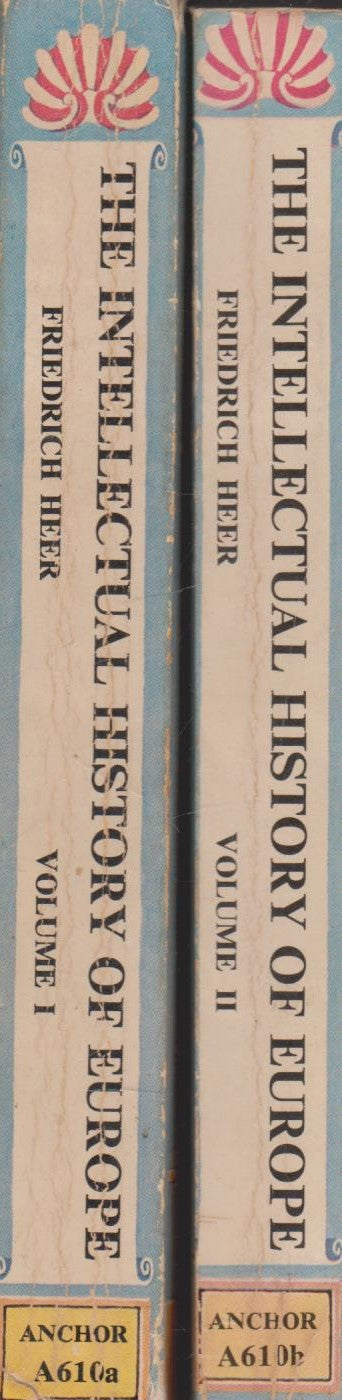 THE INTELLECTUAL HISTORY OF EUROPE
FRIEDRICH HEER
VOLUME I
ANCHOR
A610a
THE INTELLECTUAL HISTORY OF EUROPE
FRIEDRICH HEER
VOLUME II
ANCHOR
A610b